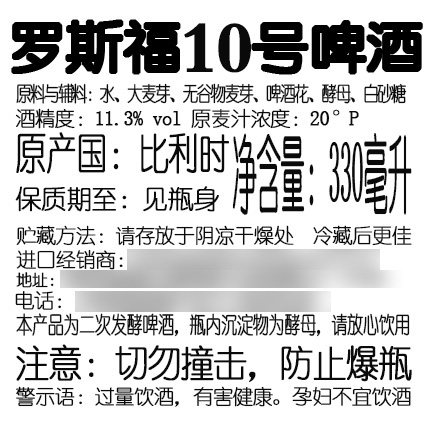 罗斯福10号啤酒
原料与辅料：水、大麦芽、无谷物麦芽、啤酒花、酵母、白砂糖
酒精度：11.3% vol 原麦汁浓度：20°P
原产国：比利时 净含量：330毫升
保质期至：见瓶身
贮藏方法：请存放于阴凉干燥处 冷藏后更佳
进口经销商：
地址：
电话：
本产品为二次发酵啤酒，瓶内沉淀物为酵母，请放心饮用
注意：切勿撞击，防止爆瓶
警示语：过量饮酒，有害健康。孕妇不宜饮酒